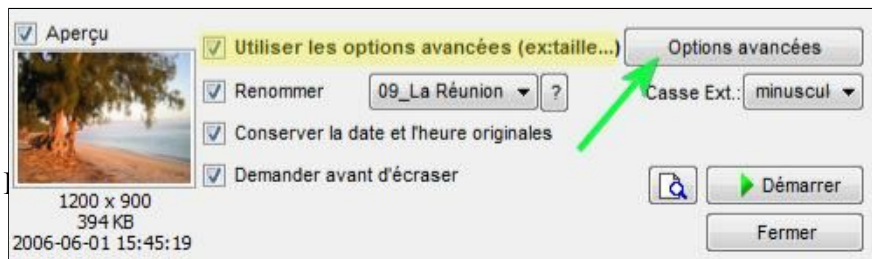 Aperçu
Utiliser les options avancées (ex:taille...)
Options avancées
Renommer
09_La Réunion
?
Casse Ext.:
minuscul
Conserver la date et l'heure originales
Demander avant d'écraser
1200 x 900
394 KB
2006-06-01 15:45:19
Démarrer
Fermer